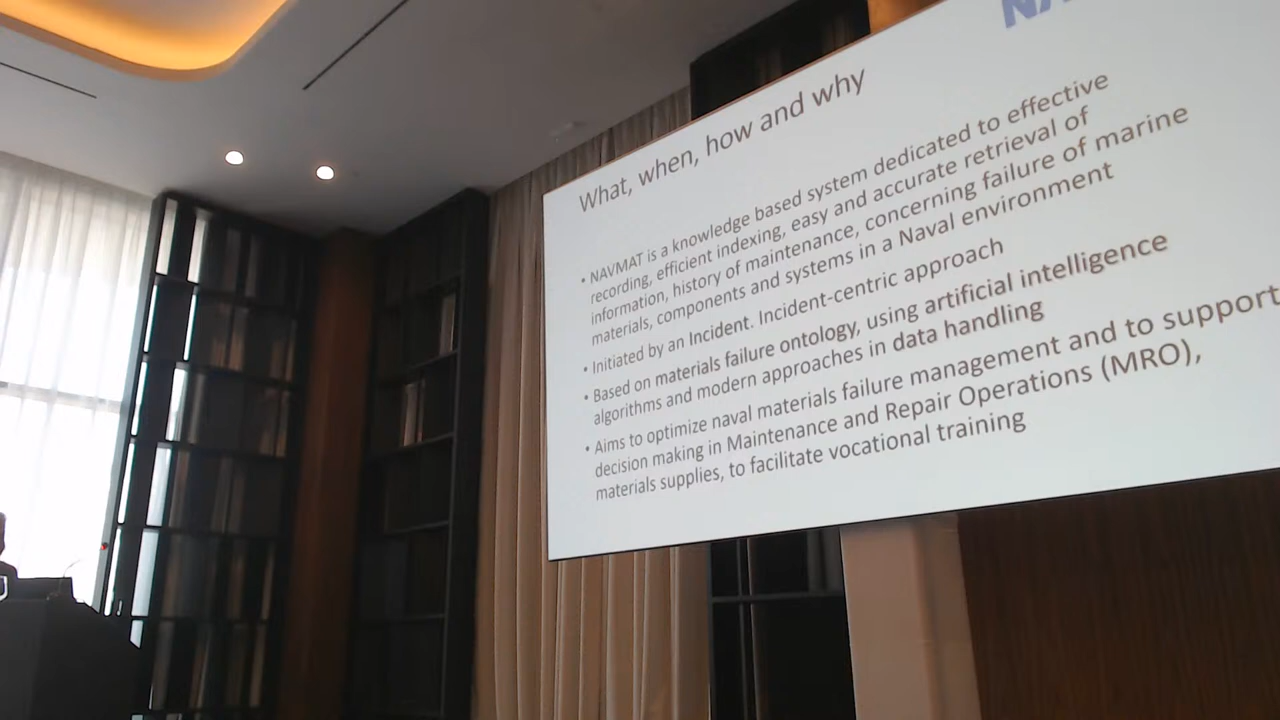 What, when, how and why
• NAVMAT is a knowledge based system dedicated to effective
recording, efficient indexing, easy and accurate retrieval of
information, history of maintenance, concerning failure of marine
materials, components and systems in a Naval environment
• Initiated by an Incident. Incident-centric approach
• Based on materials failure ontology, using artificial intelligence
algorithms and modern approaches in data handling
• Aims to optimize naval materials failure management and to support
decision making in Maintenance and Repair Operations (MRO),
materials supplies, to facilitate vocational training